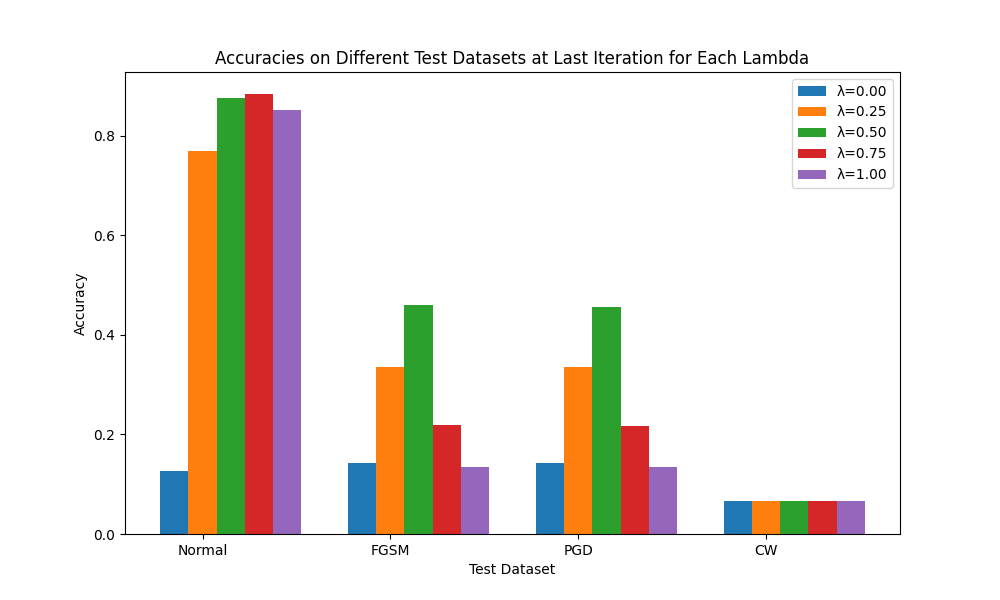 Accuracies on Different Test Datasets at Last Iteration for Each Lambda
λ=0.00
λ=0.25
λ=0.50
λ=0.75
λ=1.00
Accuracy
0.8
0.6
0.4
0.2
0.0
Normal
FGSM
PGD
CW
Test Dataset